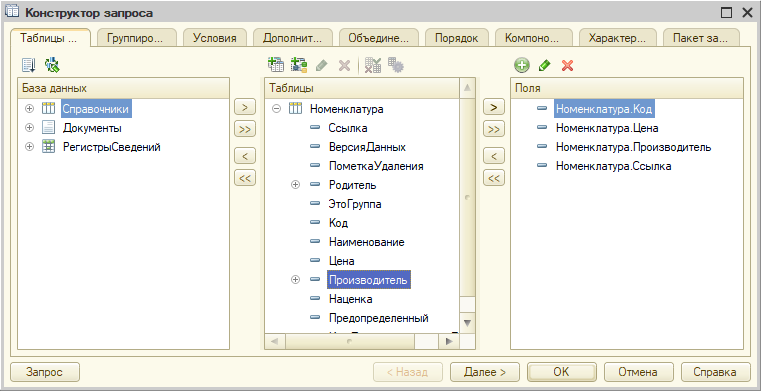 Конструктор запроса
Таблицы ...
Группиро...
Условия
Дополнит...
Объедине...
Порядок
Компоно...
Характер...
Пакет за...
База данных
Справочники
Документы
РегистрыСведений
>
>>
<
<<
Таблицы
Номенклатура
Ссылка
ВерсияДанных
ПометкаУдаления
Родитель
ЭтоГруппа
Код
Наименование
Цена
Производитель
Наценка
Предопределенный
>
>>
<
<<
Поля
Номенклатура.Код
Номенклатура.Цена
Номенклатура.Производитель
Номенклатура.Ссылка
Запрос
< Назад
Далее >
OK
Отмена
Справка